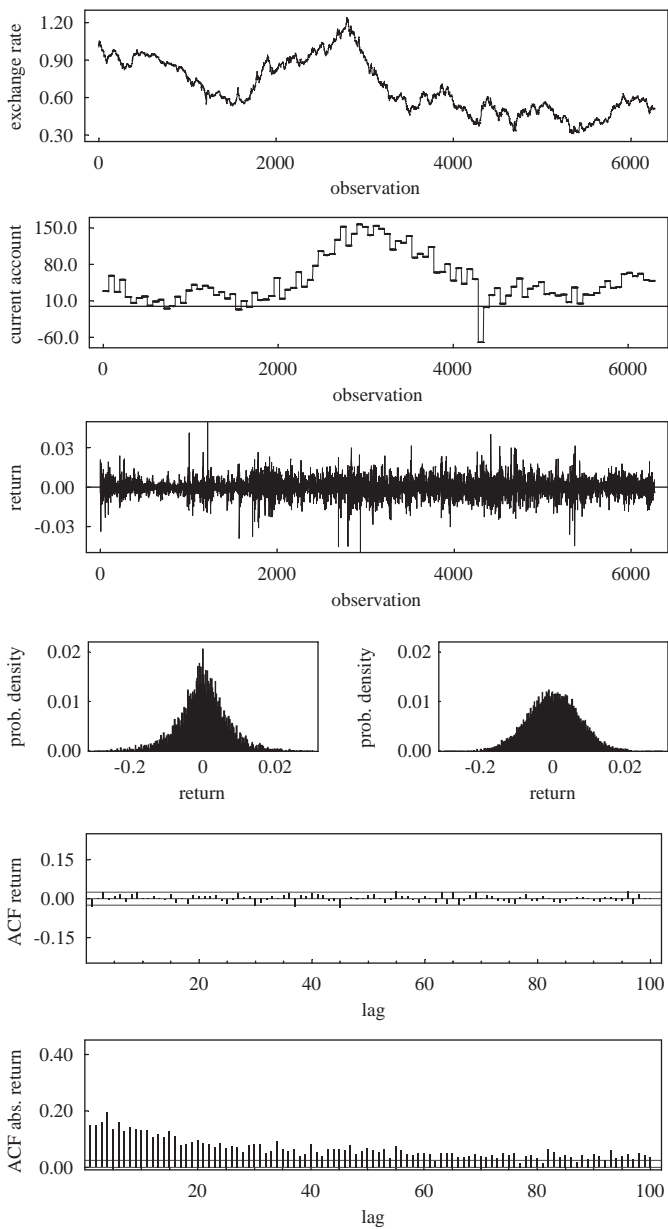 exchange rate
1.20
0.90
0.60
0.30
0 2000 4000 6000
observation
current account
150.0
80.0
10.0
-60.0
0 2000 4000 6000
observation
return
0.03
0.00
-0.03
0 2000 4000 6000
observation
prob. density
0.02
0.01
0.00
-0.2 0 0.02
return
prob. density
0.02
0.01
0.00
-0.2 0 0.02
return
ACF return
0.15
0.00
-0.15
20 40 60 80 100
lag
ACF abs. return
0.40
0.20
0.00
20 40 60 80 100
lag